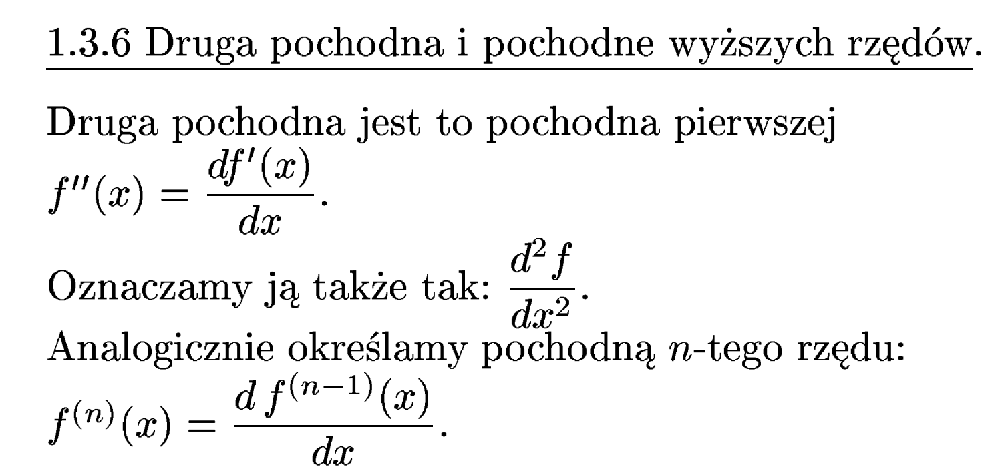 1.3.6 Druga pochodna i pochodne wyższych rzędów.
Druga pochodna jest to pochodna pierwszej
f''(x) = \frac{df'(x)}{dx}.
Oznaczamy ją także tak: \frac{d^2 f}{dx^2}.
Analogicznie określamy pochodną n-tego rzędu:
f^{(n)}(x) = \frac{d f^{(n-1)}(x)}{dx}.